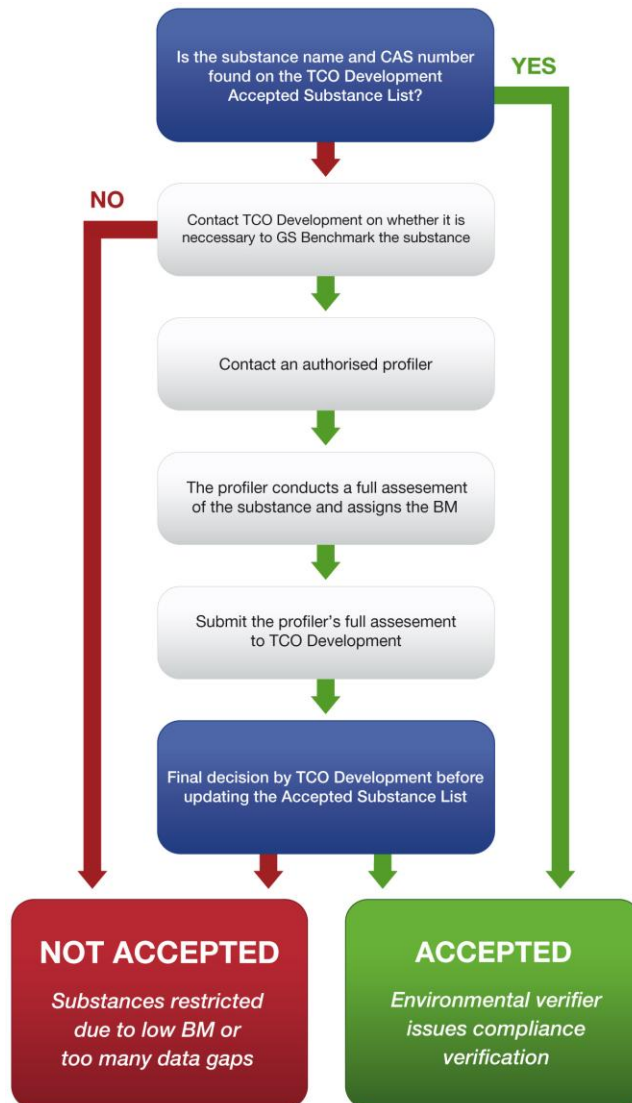 Is the substance name and CAS number
found on the TCO Development
Accepted Substance List?
YES
NO
Contact TCO Development on whether it is
neccessary to GS Benchmark the substance
Contact an authorised profiler
The profiler conducts a full assesement
of the substance and assigns the BM
Submit the profiler's full assesement
to TCO Development
Final decision by TCO Development before
updating the Accepted Substance List
NOT ACCEPTED
Substances restricted
due to low BM or
too many data gaps
ACCEPTED
Environmental verifier
issues compliance
verification